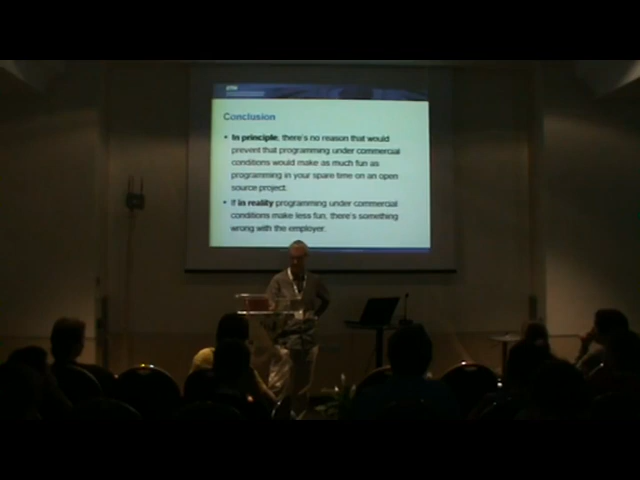 Conclusion
• In principle, there's no reason that would
prevent that programming under commercial
conditions would make as much fun as
programming in your spare time on an open
source project.
• If in reality programming under commercial
conditions make less fun, there's something
wrong with the employer.